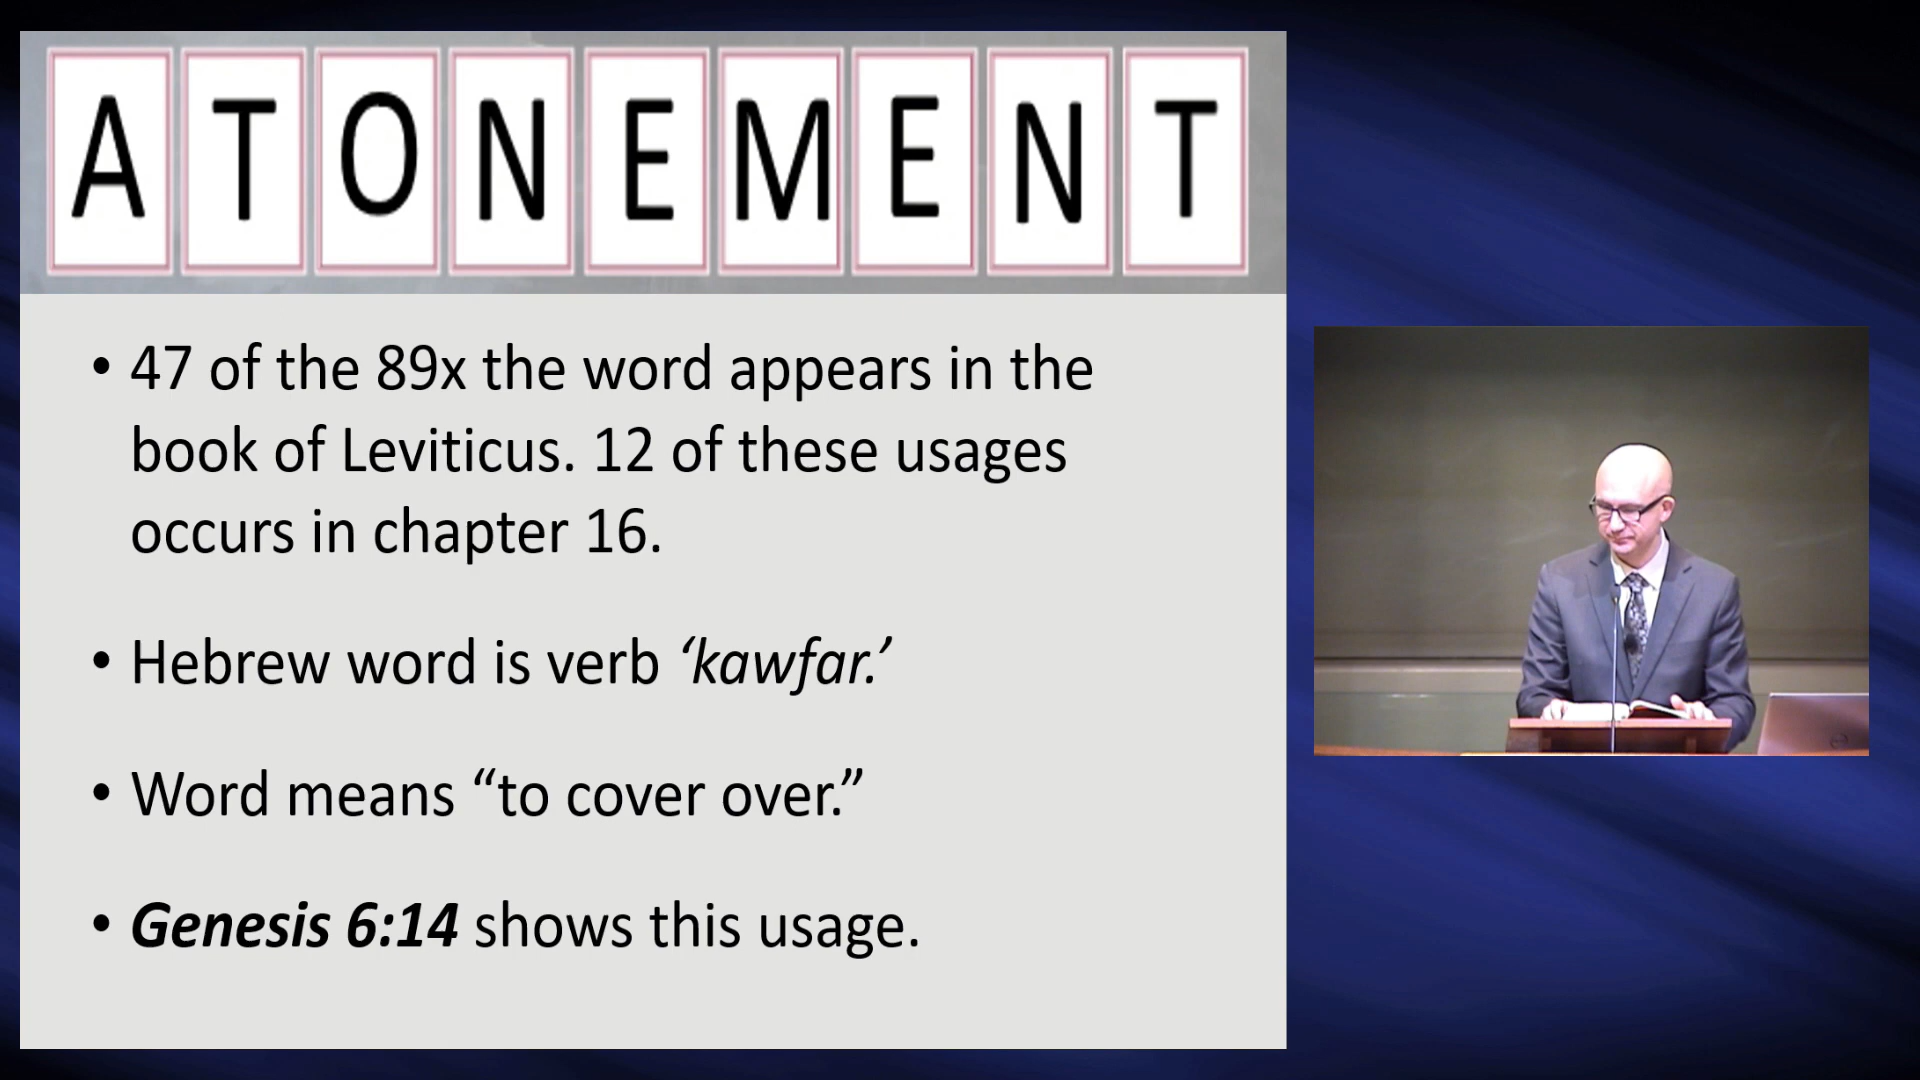 ATONEMENT
• 47 of the 89x the word appears in the
book of Leviticus. 12 of these usages
occurs in chapter 16.
• Hebrew word is verb ‘kawfar.’
• Word means “to cover over.”
• Genesis 6:14 shows this usage.